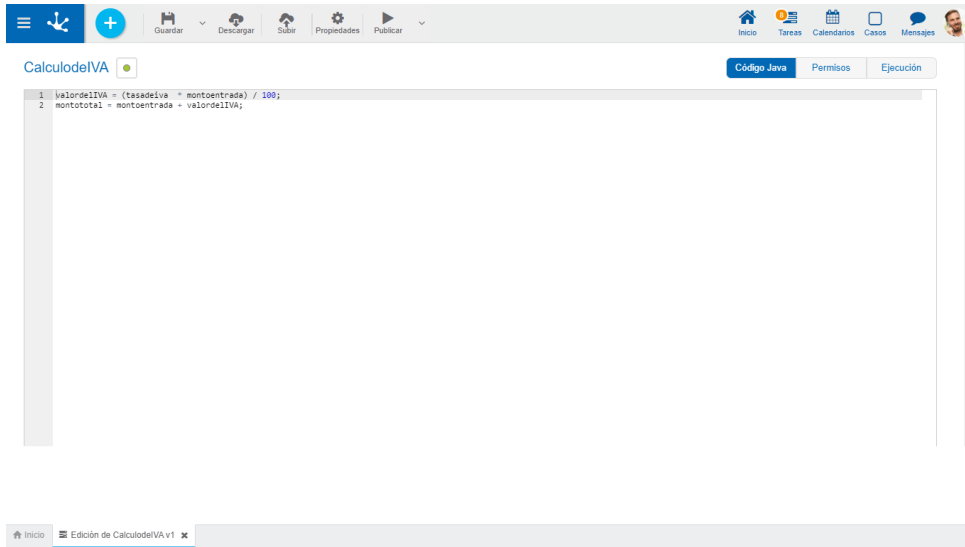 Guardar
Descargar
Subir
Propiedades
Publicar
Inicio
6
Tareas
Calendarios
Casos
Mensajes
CalculodeIVA
Código Java
Permisos
Ejecución
1 valordelIVA = (tasadeiva * montoentrada) / 100;
2 montototal = montoentrada + valordelIVA;
Inicio
Edición de CalculodeIVA v1